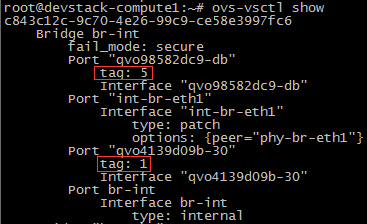 root@devstack-compute1:~# ovs-vsctl show
c843c12c-9c70-4e26-99c9-ce58e3997fc6
Bridge br-int
fail_mode: secure
Port "qvo98582dc9-db"
tag: 5
Interface "qvo98582dc9-db"
Port "int-br-eth1"
Interface "int-br-eth1"
type: patch
options: {peer="phy-br-eth1"}
Port "qvo4139d09b-30"
tag: 1
Interface "qvo4139d09b-30"
Port br-int
Interface br-int
type: internal